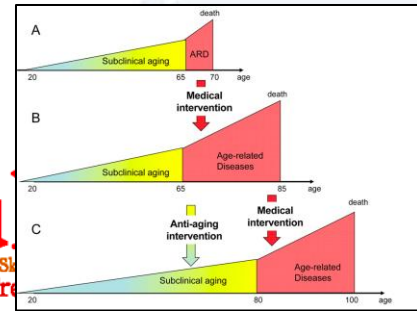 death
A
Subclinical aging
ARD
20
65
70
age
Medical
intervention
death
B
Subclinical aging
Age-related
Diseases
20
65
85
age
Anti-aging
intervention
Medical
intervention
death
C
Subclinical aging
Age-related
Diseases
20
80
100
age